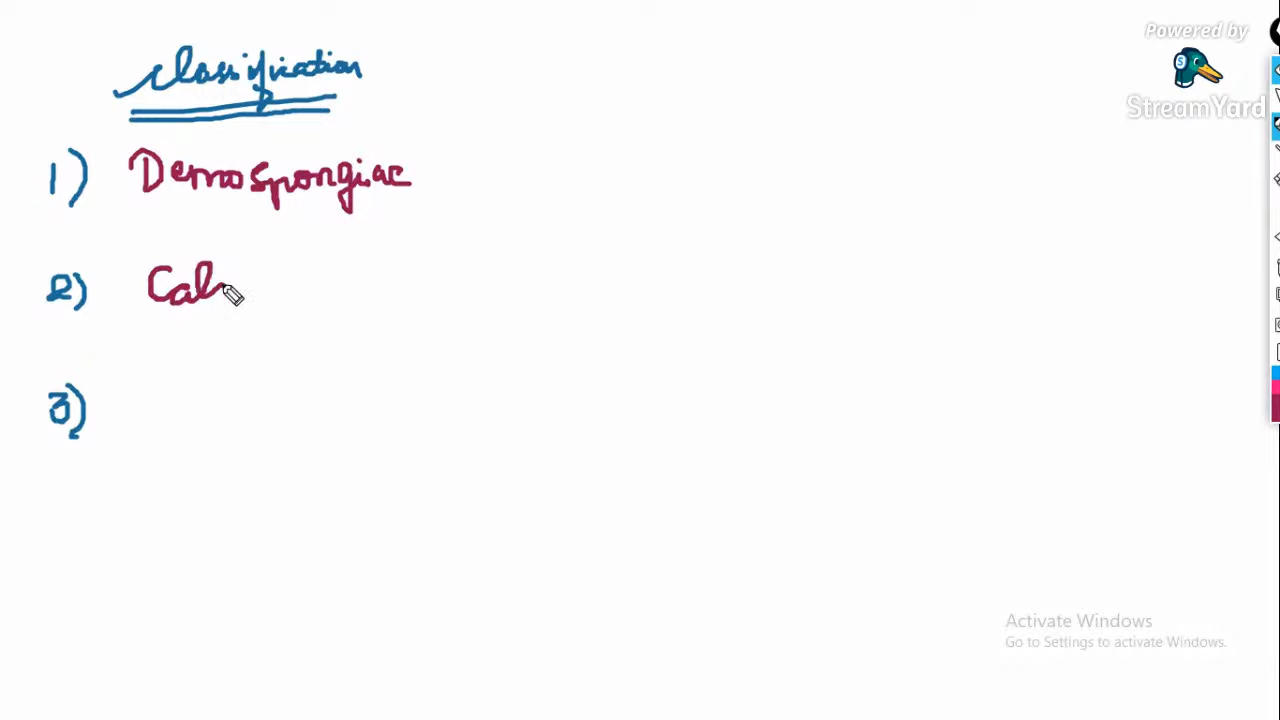 Powered by
StreamYard
Classification
1) Demospongiae
2) Cal
3)
Activate Windows
Go to Settings to activate Windows.